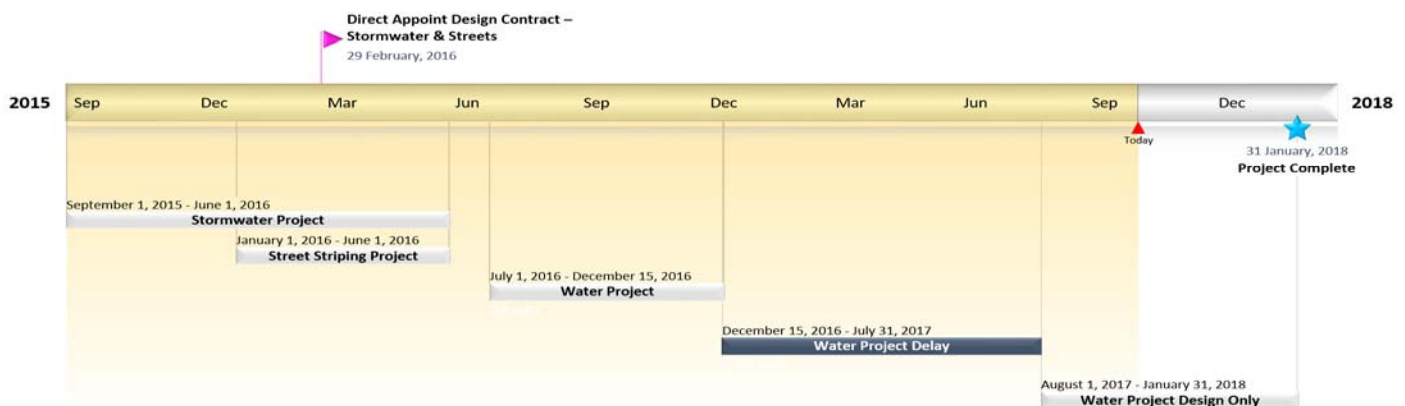 Direct Appoint Design Contract –
Stormwater & Streets
29 February, 2016
2015 Sep Dec Mar Jun Sep Dec Mar Jun Sep Dec 2018
Today
31 January, 2018
Project Complete
September 1, 2015 - June 1, 2016
Stormwater Project
January 1, 2016 - June 1, 2016
Street Striping Project
July 1, 2016 - December 15, 2016
Water Project
December 15, 2016 - July 31, 2017
Water Project Delay
August 1, 2017 - January 31, 2018
Water Project Design Only